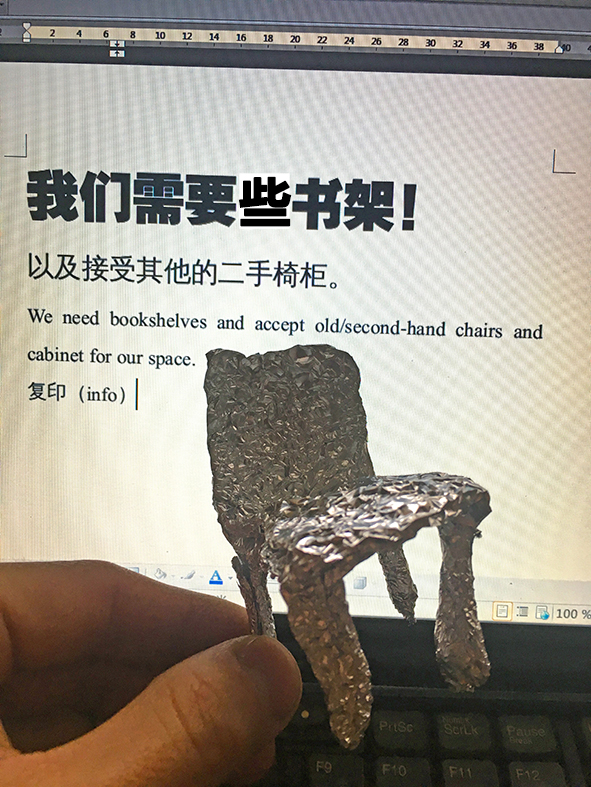 2 4 6 8 10 12 14 16 18 20 22 24 26 28 30 32 34 36 38 40
我们需要些书架！
以及接受其他的二手椅柜。
We need bookshelves and accept old/second-hand chairs and
cabinet for our space.
复印（info）
A
100 %
PrtSc ScrLk Pause
F9 F10 F11 F12